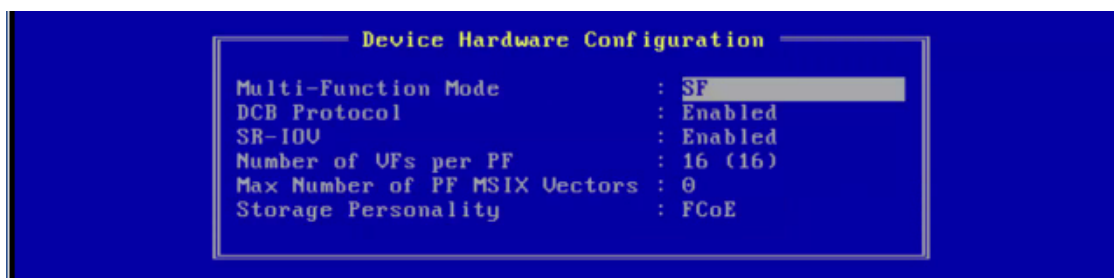 Device Hardware Configuration
Multi-Function Mode : SF
DCB Protocol : Enabled
SR-IOV : Enabled
Number of VFs per PF : 16 (16)
Max Number of PF MSIX Vectors : 0
Storage Personality : FCoE